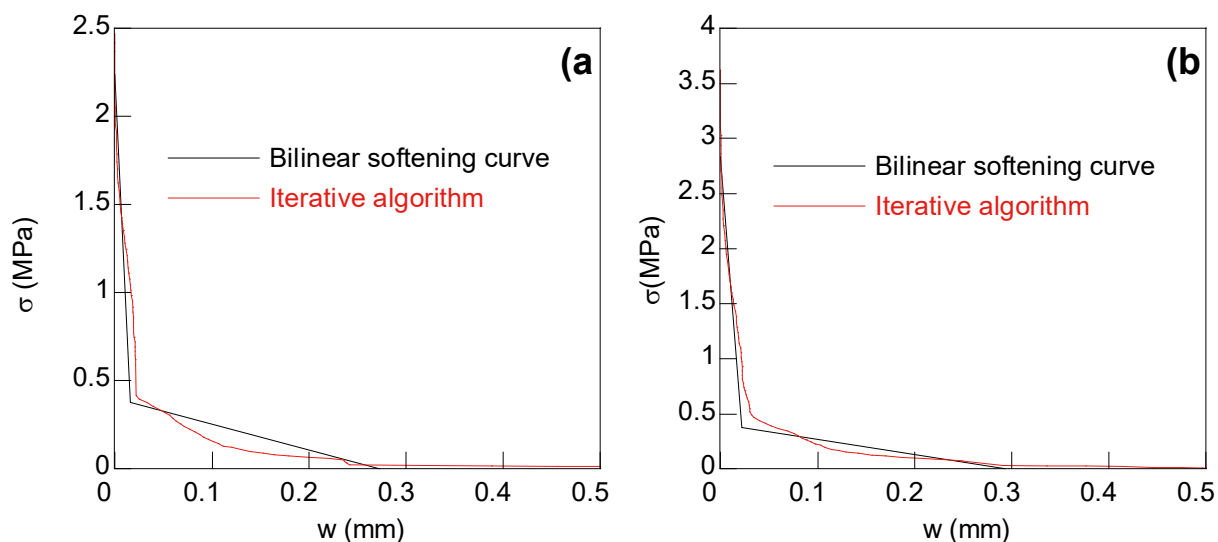 (a
2.5
2
1.5
1
0.5
0
σ (MPa)
Bilinear softening curve
Iterative algorithm
0 0.1 0.2 0.3 0.4 0.5
w (mm)
(b
4
3.5
3
2.5
2
1.5
1
0.5
0
σ(MPa)
Bilinear softening curve
Iterative algorithm
0 0.1 0.2 0.3 0.4 0.5
w (mm)